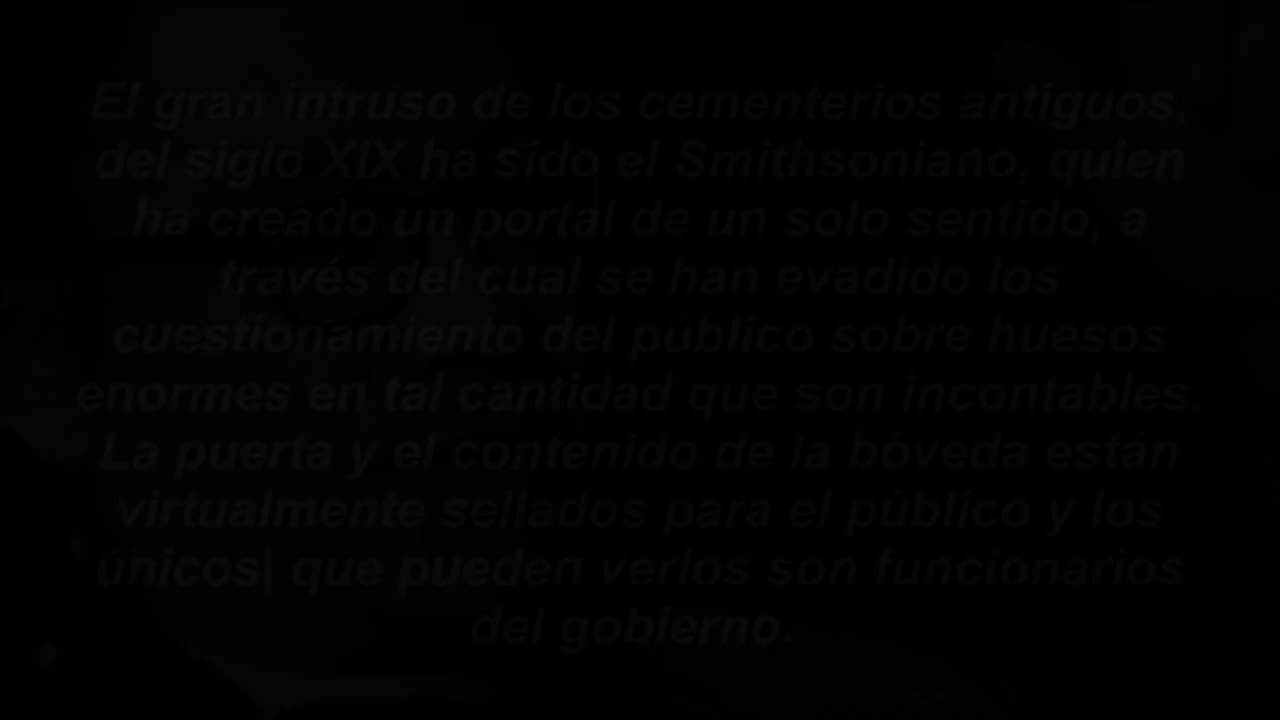 El gran intruso de los cementeríos antiguos,
del siglo XIX ha sido el Smithsoniano, quien
ha creado un portal de un solo sentido, a
través del cual se han evadido los
cuestionamiento del público sobre huesos
enormes en tal cantidad que son incontables.
La puerta y el contenido de la bóveda están
virtualmente sellados para el público y los
únicos| que pueden verlos son funcionarios
del gobierno.